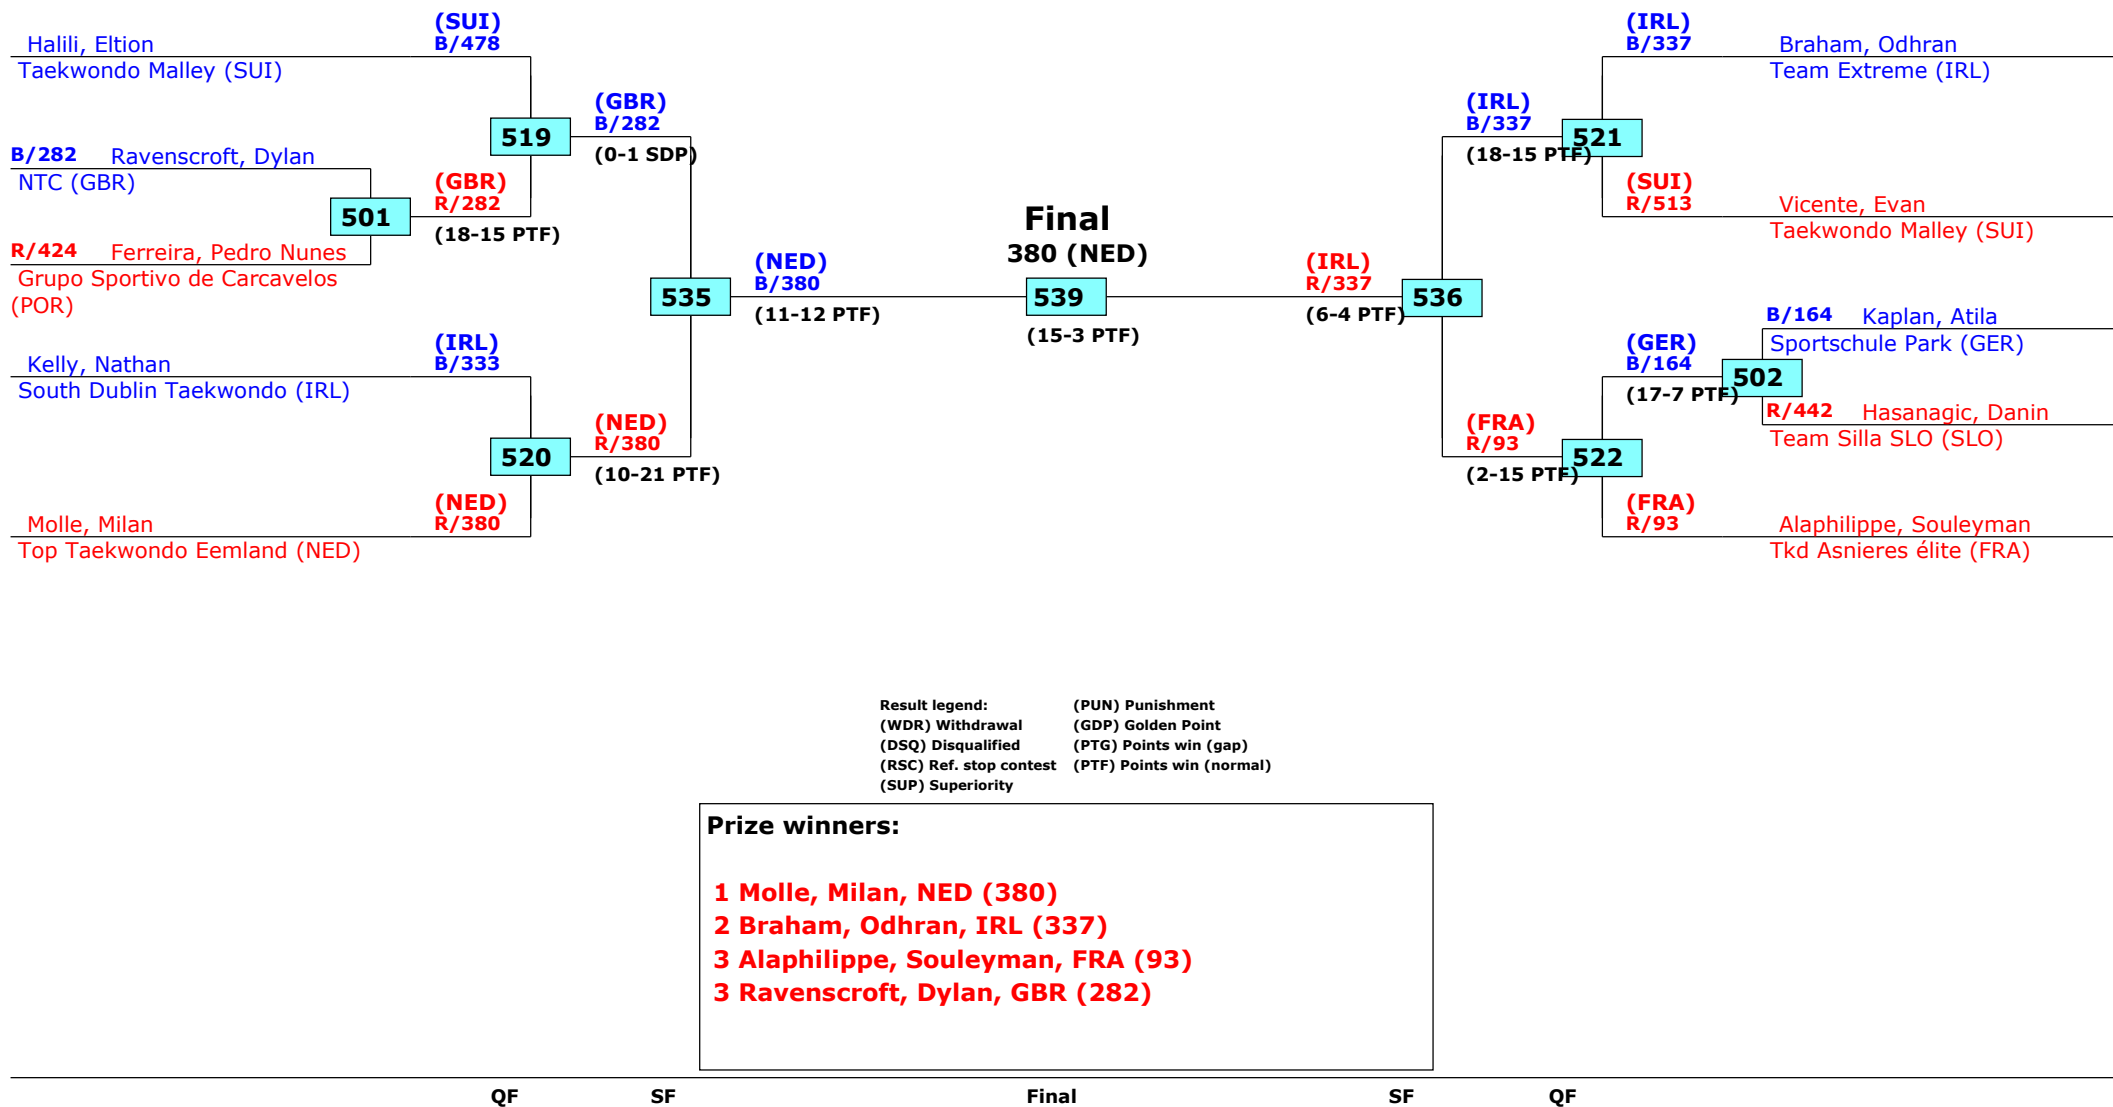 (SUI)
B/478
Halili, Eltion
Taekwondo Malley (SUI)
B/282 Ravenscroft, Dylan
NTC (GBR)
501
R/424 Ferreira, Pedro Nunes
Grupo Sportivo de Carcavelos
(POR)
(GBR)
R/282
(18-15 PTF)
519
(GBR)
B/282
(0-1 SDP)
(IRL)
B/333
Kelly, Nathan
South Dublin Taekwondo (IRL)
520
(NED)
R/380
(10-21 PTF)
(NED)
R/380
Molle, Milan
Top Taekwondo Eemland (NED)
535
(NED)
B/380
(11-12 PTF)
Final
380 (NED)
539
(15-3 PTF)
(IRL)
R/337
(6-4 PTF)
536
(IRL)
B/337
(18-15 PTF)
521
(IRL)
B/337
Braham, Odhran
Team Extreme (IRL)
(SUI)
R/513
Vicente, Evan
Taekwondo Malley (SUI)
B/164 Kaplan, Atila
Sportschule Park (GER)
(GER)
B/164
(17-7 PTF)
502
R/442 Hasanagic, Danin
Team Silla SLO (SLO)
(FRA)
R/93
(2-15 PTF)
522
(FRA)
R/93
Alaphilippe, Souleyman
Tkd Asnieres élite (FRA)
Result legend: (PUN) Punishment
(WDR) Withdrawal (GDP) Golden Point
(DSQ) Disqualified (PTG) Points win (gap)
(RSC) Ref. stop contest (PTF) Points win (normal)
(SUP) Superiority
Prize winners:
1 Molle, Milan, NED (380)
2 Braham, Odhran, IRL (337)
3 Alaphilippe, Souleyman, FRA (93)
3 Ravenscroft, Dylan, GBR (282)
QF SF Final SF QF